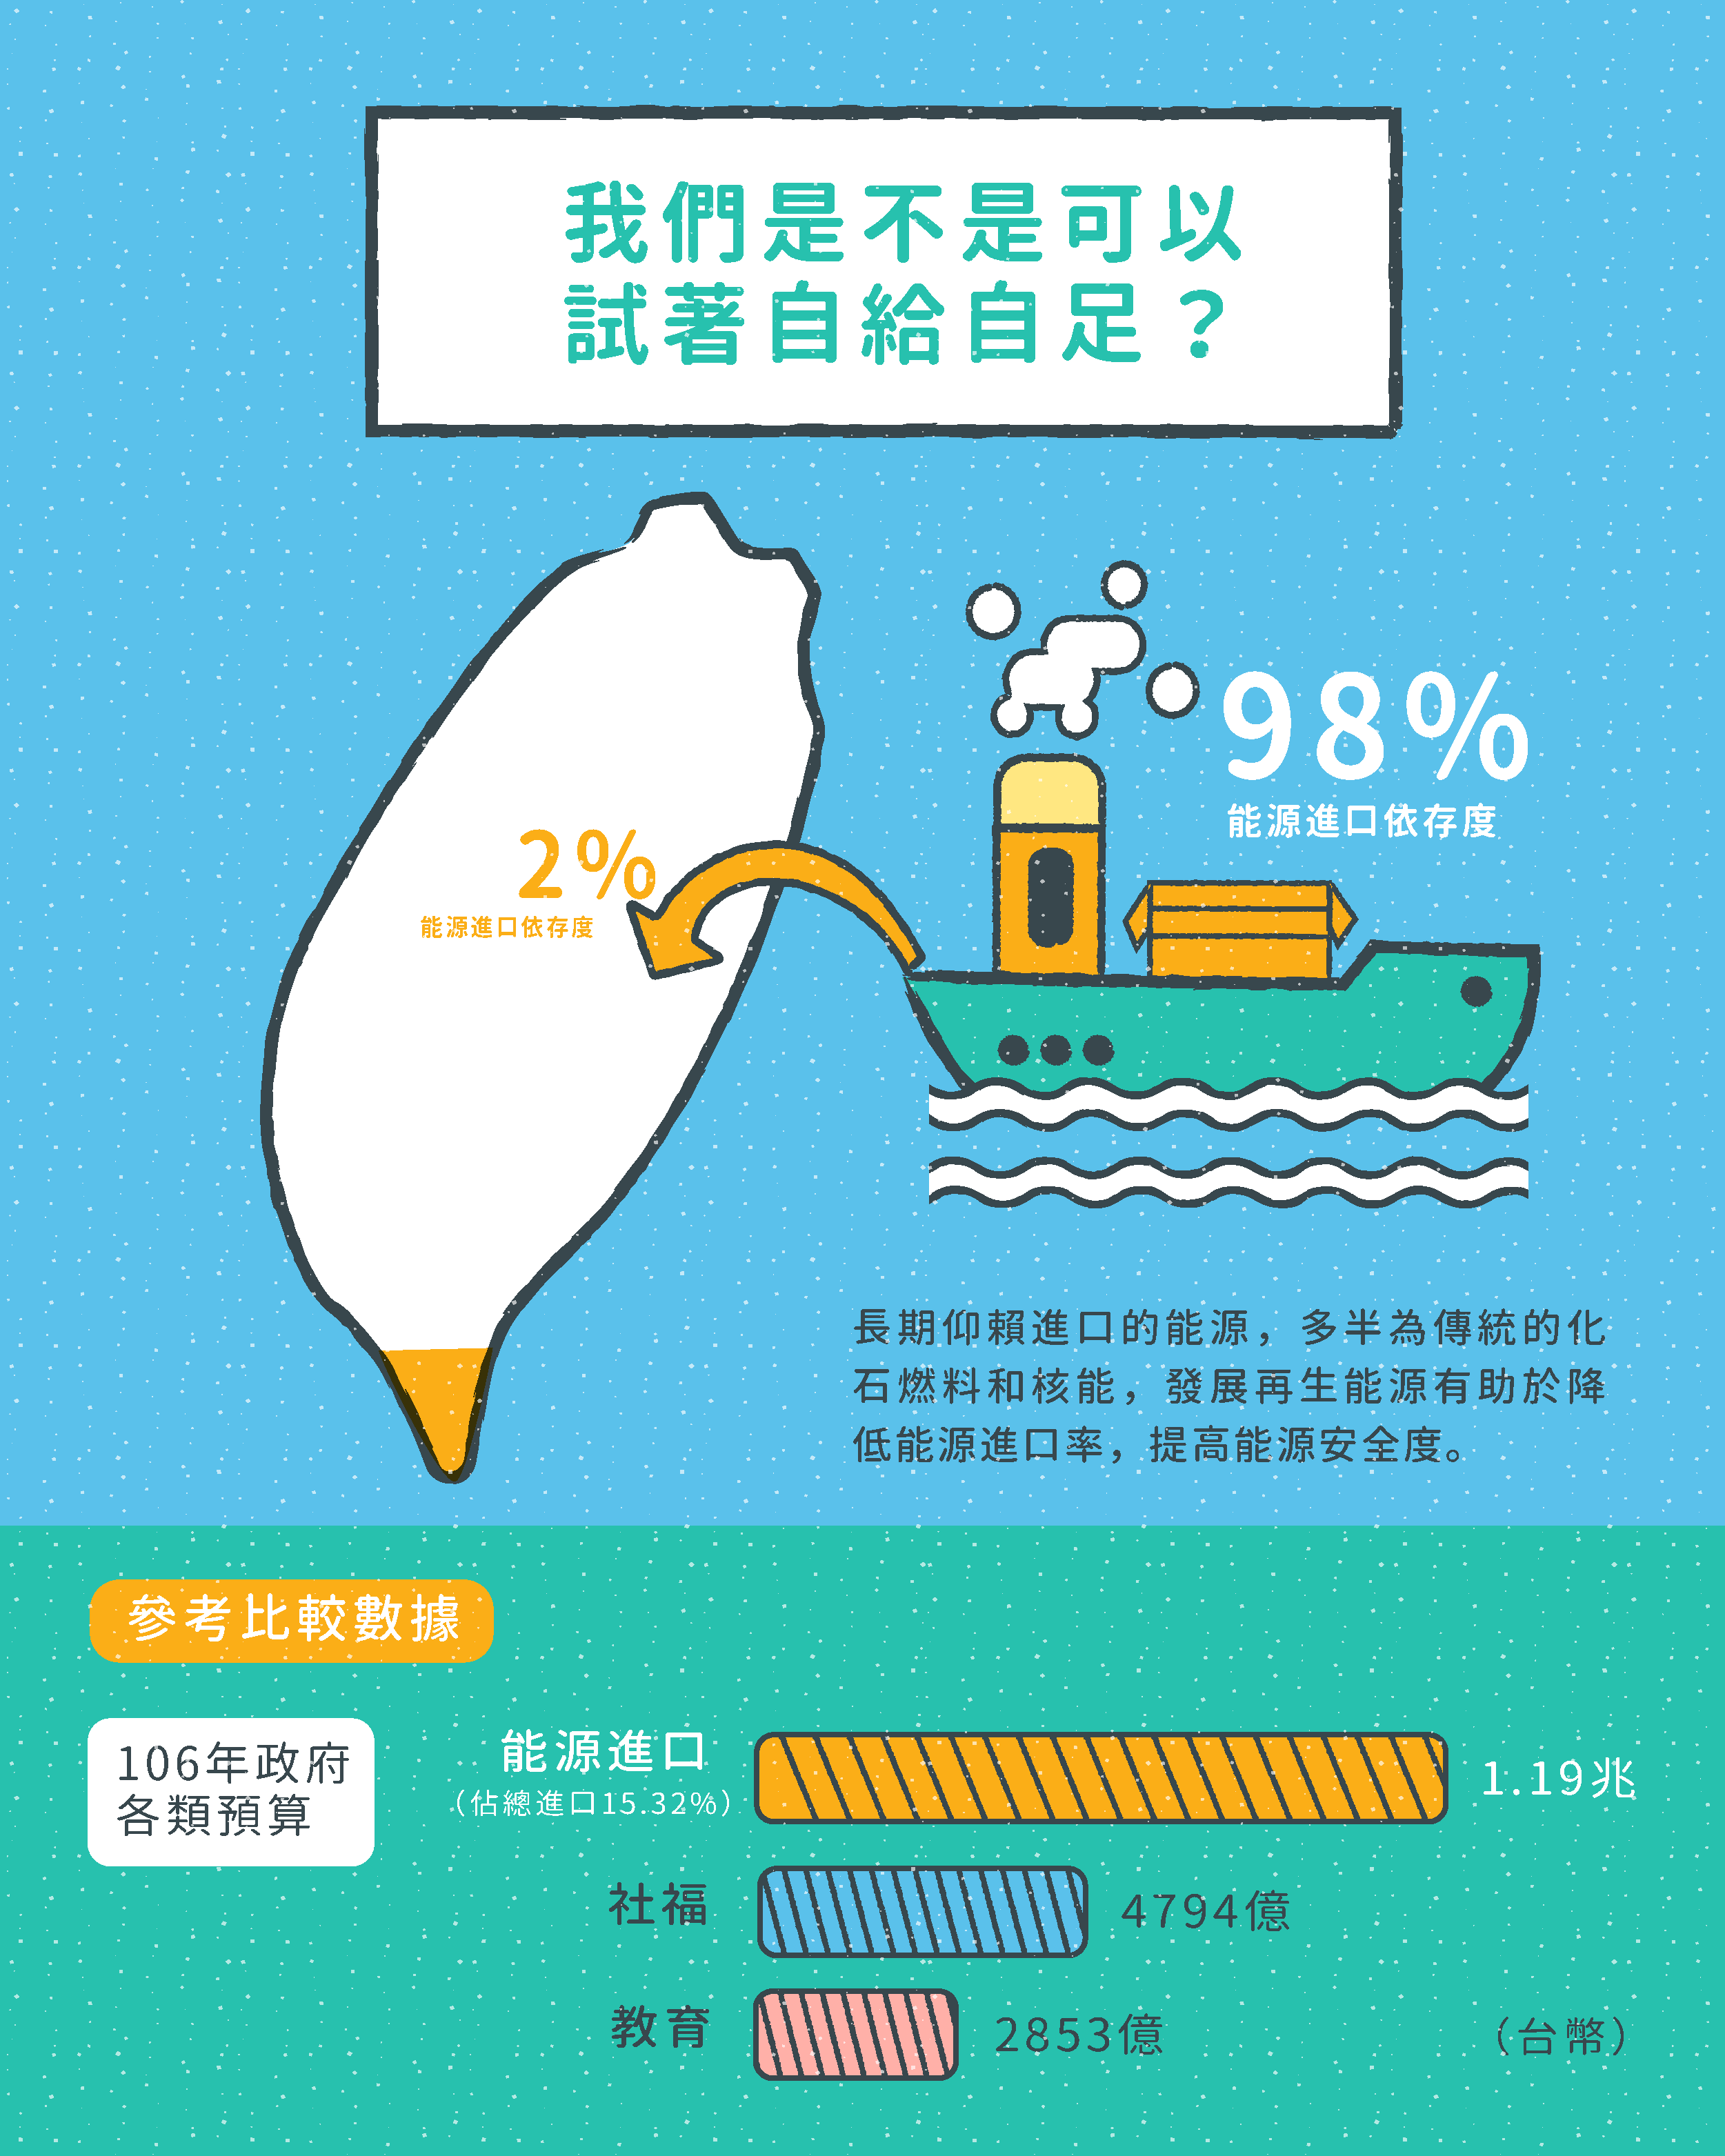 我們是不是可以
試著自給自足？
98%
能源進口依存度
2%
能源進口依存度
長期仰賴進口的能源，多半為傳統的化
石燃料和核能，發展再生能源有助於降
低能源進口率，提高能源安全度。
參考比較數據
106年政府
各類預算
能源進口
（佔總進口15.32%）
1.19兆
社福
4794億
教育
2853億
（台幣）